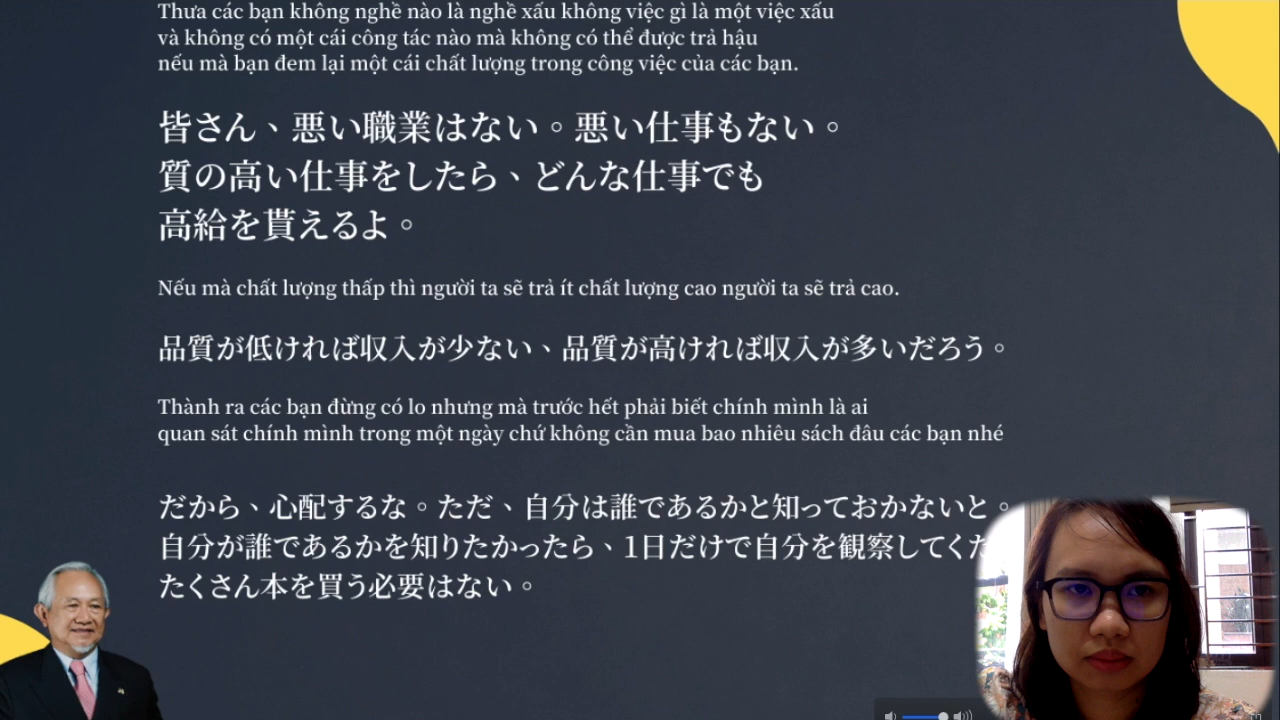 Thưa các bạn không nghề nào là nghề xấu không việc gì là một việc xấu
và không có một cái công tác nào mà không có thể được trả hậu
nếu mà bạn đem lại một cái chất lượng trong công việc của các bạn.
皆さん、悪い職業はない。悪い仕事もない。
質の高い仕事をしたら、どんな仕事でも
高給を貰えるよ。
Nếu mà chất lượng thấp thì người ta sẽ trả ít chất lượng cao người ta sẽ trả cao.
品質が低ければ収入が少ない、品質が高ければ収入が多いだろう。
Thành ra các bạn đừng có lo nhưng mà trước hết phải biết chính mình là ai
quan sát chính mình trong một ngày chứ không cần mua bao nhiêu sách đâu các bạn nhé
だから、心配するな。ただ、自分は誰であるかと知っておかないと。
自分が誰であるかを知りたかったら、1日だけで自分を観察してくだ
たくさん本を買う必要はない。